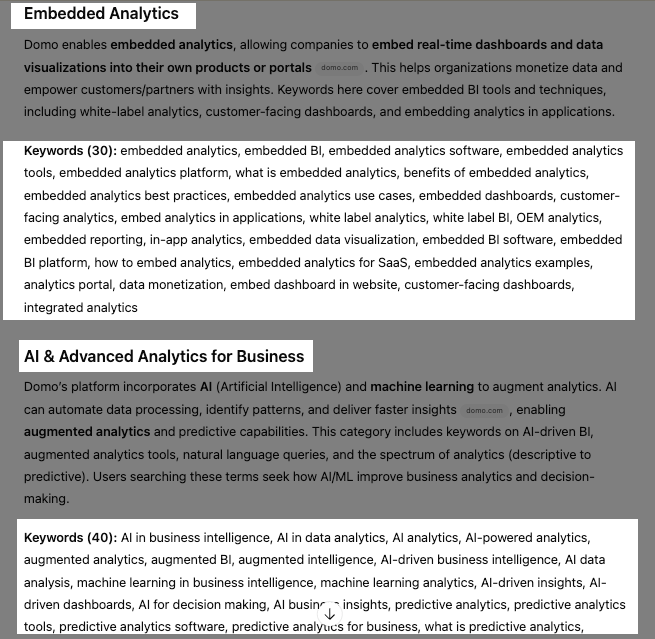 Embedded Analytics
Domo enables embedded analytics, allowing companies to embed real-time dashboards and data
visualizations into their own products or portals domo.com . This helps organizations monetize data and
empower customers/partners with insights. Keywords here cover embedded BI tools and techniques,
including white-label analytics, customer-facing dashboards, and embedding analytics in applications.
Keywords (30): embedded analytics, embedded BI, embedded analytics software, embedded analytics
tools, embedded analytics platform, what is embedded analytics, benefits of embedded analytics,
embedded analytics best practices, embedded analytics use cases, embedded dashboards, customer-
facing analytics, embed analytics in applications, white label analytics, white label BI, OEM analytics,
embedded reporting, in-app analytics, embedded data visualization, embedded BI software, embedded
BI platform, how to embed analytics, embedded analytics for SaaS, embedded analytics examples,
analytics portal, data monetization, embed dashboard in website, customer-facing dashboards,
integrated analytics
AI & Advanced Analytics for Business
Domo's platform incorporates AI (Artificial Intelligence) and machine learning to augment analytics. AI
can automate data processing, identify patterns, and deliver faster insights domo.com , enabling
augmented analytics and predictive capabilities. This category includes keywords on AI-driven BI,
augmented analytics tools, natural language queries, and the spectrum of analytics (descriptive to
predictive). Users searching these terms seek how AI/ML improve business analytics and decision-
making.
Keywords (40): AI in business intelligence, AI in data analytics, AI analytics, AI-powered analytics,
augmented analytics, augmented BI, augmented intelligence, AI-driven business intelligence, AI data
analysis, machine learning in business intelligence, machine learning analytics, AI-driven insights, AI-
driven dashboards, AI for decision making, AI business insights, predictive analytics, predictive analytics
tools, predictive analytics software, predictive analytics for business, what is predictive analytics,